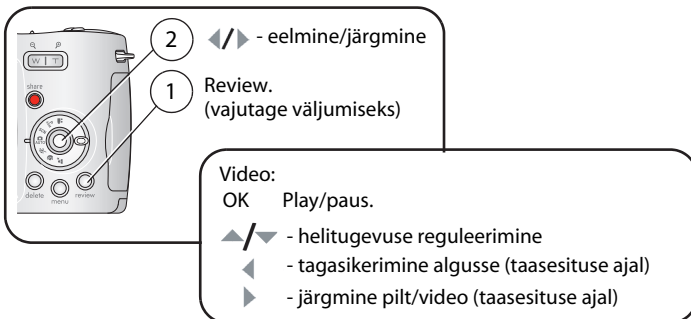 2 ◀/▶ - eelmine/järgmine
W | T
share
1 Review.
(vajutage väljumiseks)
AUTO
delete menu review
Video:
OK Play/paus.
▲/▼ - helitugevuse reguleerimine
◀ - tagasikerimine algusse (taasesituse ajal)
▶ - järgmine pilt/video (taasesituse ajal)